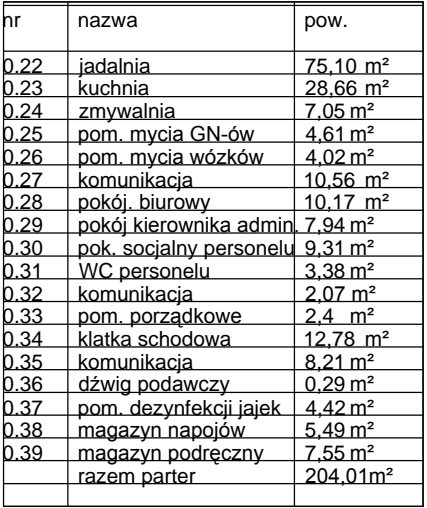 nr nazwa pow.
0.22 jadalnia 75,10 m²
0.23 kuchnia 28,66 m²
0.24 zmywalnia 7,05 m²
0.25 pom. mycia GN-ów 4,61 m²
0.26 pom. mycia wózków 4,02 m²
0.27 komunikacja 10,56 m²
0.28 pokój. biurowy 10,17 m²
0.29 pokój kierownika admin. 7,94 m²
0.30 pok. socjalny personelu 9,31 m²
0.31 WC personelu 3,38 m²
0.32 komunikacja 2,07 m²
0.33 pom. porządkowe 2,4 m²
0.34 klatka schodowa 12,78 m²
0.35 komunikacja 8,21 m²
0.36 dźwig podawczy 0,29 m²
0.37 pom. dezynfekcji jajek 4,42 m²
0.38 magazyn napojów 5,49 m²
0.39 magazyn podręczny 7,55 m²
razem parter 204,01m²